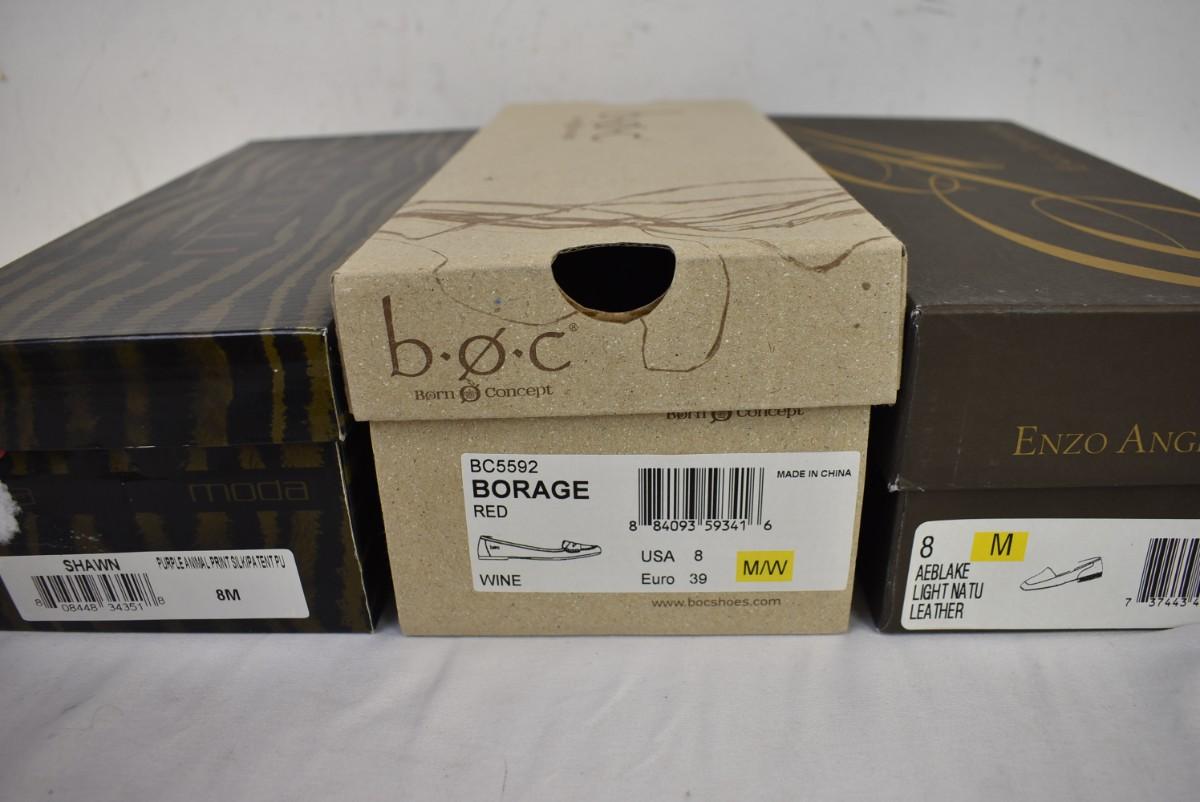 moda
SHAWN
PURPLE ANIMAL PRINT SILK/PATENT PU
8 08448 34351 8
8M
b·ø·c®
Børn Concept
Børn Concept
BC5592
BORAGE
RED
WINE
8 84093 59341 6
MADE IN CHINA
USA 8
Euro 39
M/W
www.bocshoes.com
ENZO ANG
8 M
AEBLAKE
LIGHT NATU
LEATHER
7 37443 4